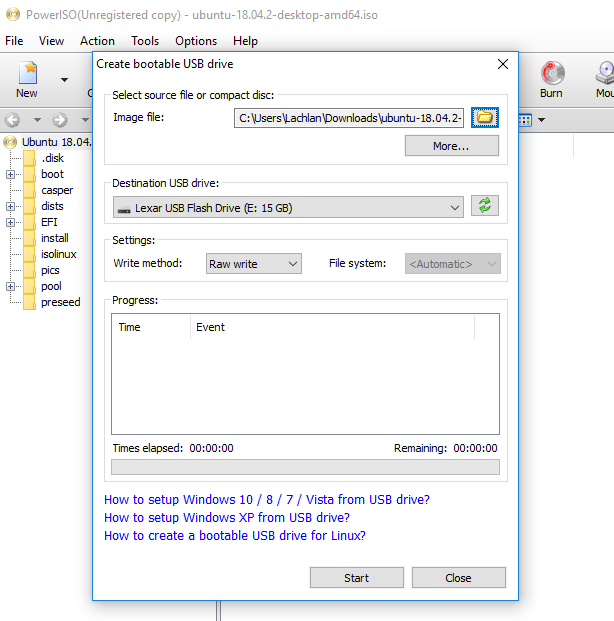 PowerISO(Unregistered copy) - ubuntu-18.04.2-desktop-amd64.iso
File View Action Tools Options Help
New
Burn
Create bootable USB drive
Select source file or compact disc:
Image file: C:\Users\Lachlan\Downloads\ubuntu-18.04.2-
More...
Destination USB drive:
Lexar USB Flash Drive (E: 15 GB)
Settings:
Write method: Raw write File system: <Automatic>
Progress:
Time Event
Times elapsed: 00:00:00 Remaining: 00:00:00
How to setup Windows 10 / 8 / 7 / Vista from USB drive?
How to setup Windows XP from USB drive?
How to create a bootable USB drive for Linux?
Start Close
Ubuntu 18.04.
.disk
boot
casper
dists
EFI
install
isolinux
pics
pool
preseed